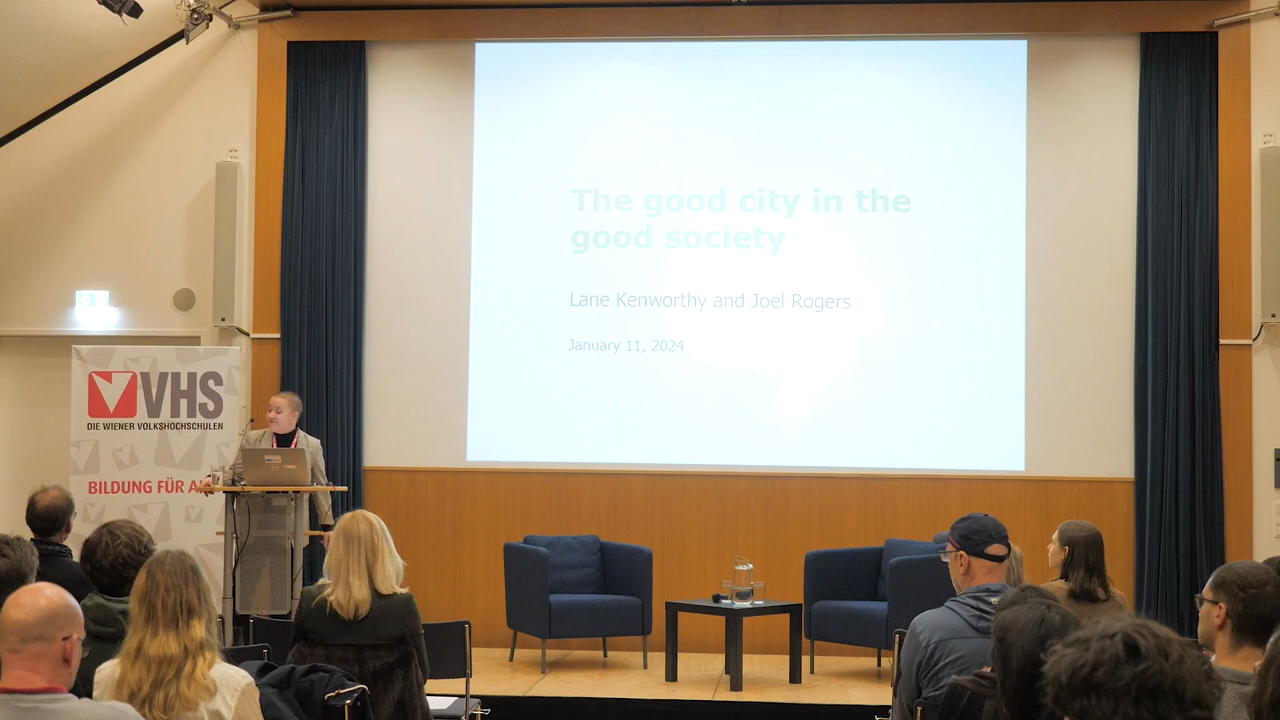 The good city in the
good society
Lane Kenworthy and Joel Rogers
January 11, 2024
VHS
DIE WIENER VOLKSHOCHSCHULEN
BILDUNG FÜR